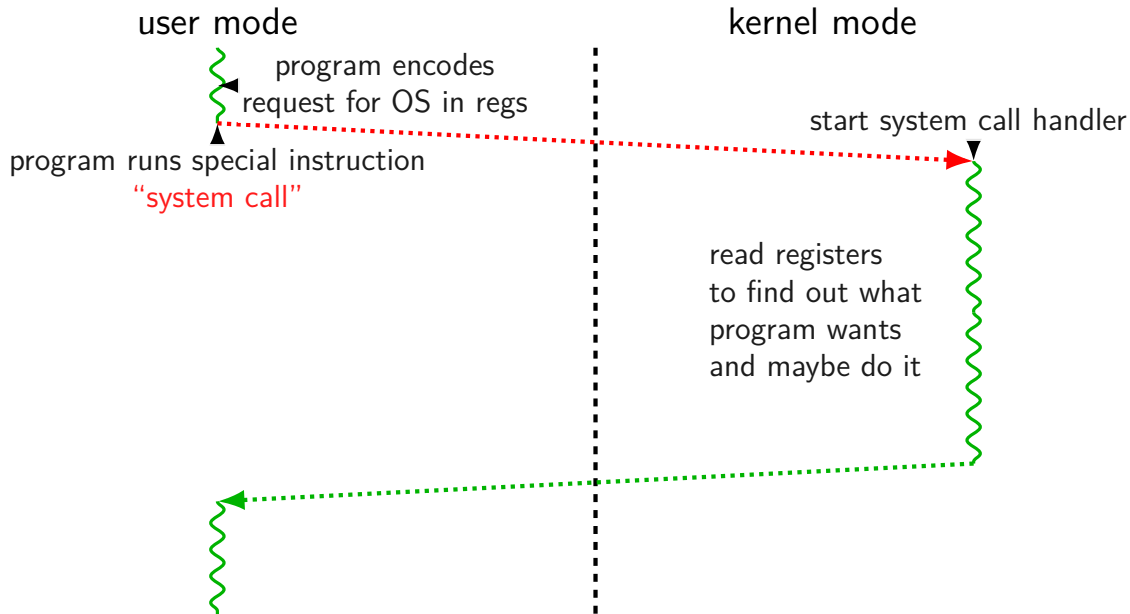 user mode
kernel mode
program encodes
request for OS in regs
start system call handler
program runs special instruction
“system call”
read registers
to find out what
program wants
and maybe do it